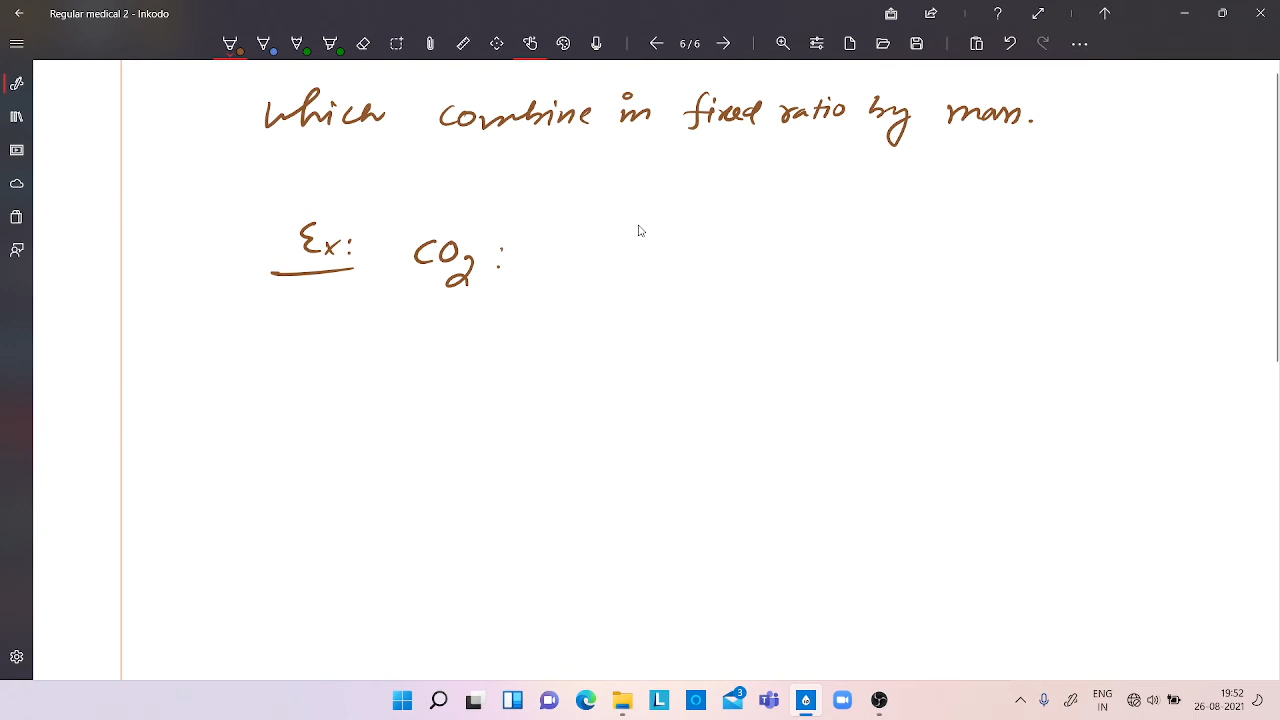 Regular medical 2 - Inkodo
6/6
which combine in fixed ratio by mass.
Ex: CO2 :
3
ENG
IN
19:52
26-08-2021